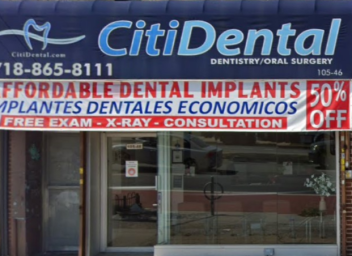 CitiDental
CitiDental.com
DENTISTRY/ORAL SURGERY
718-865-8111
105-46
FFORDABLE DENTAL IMPLANTS
MPLANTES DENTALES ECONOMICOS
FREE EXAM - X-RAY - CONSULTATION
50%
OFF